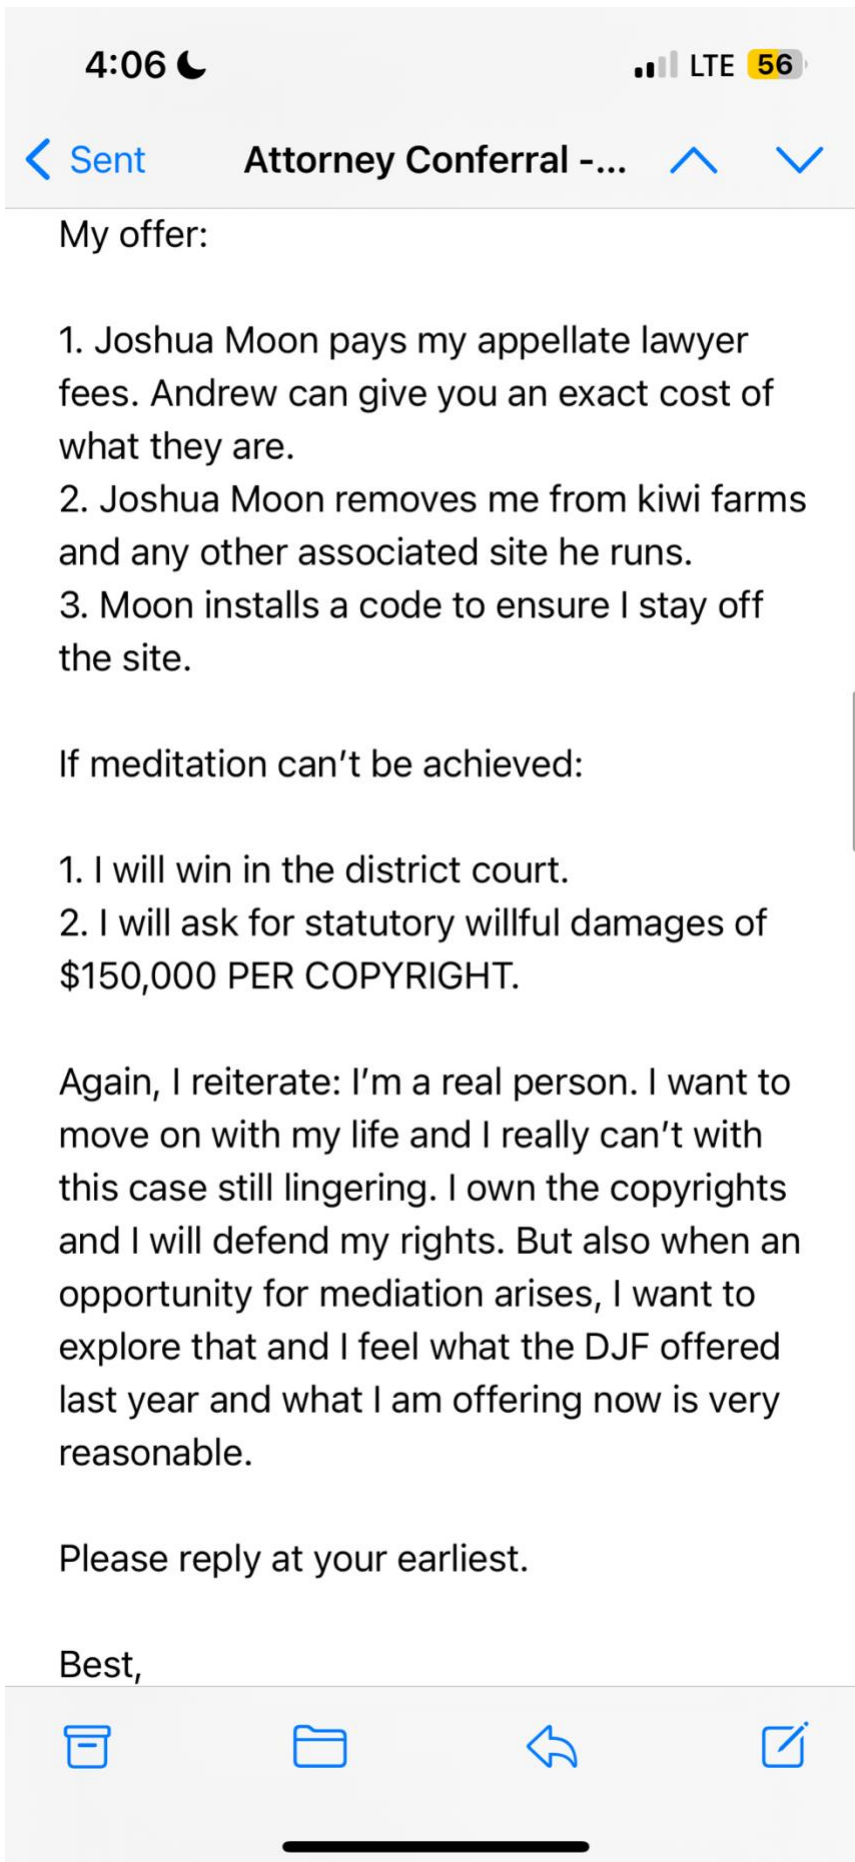 4:06
LTE 56
Sent
Attorney Conferral -...
My offer:
1. Joshua Moon pays my appellate lawyer
fees. Andrew can give you an exact cost of
what they are.
2. Joshua Moon removes me from kiwi farms
and any other associated site he runs.
3. Moon installs a code to ensure I stay off
the site.
If meditation can’t be achieved:
1. I will win in the district court.
2. I will ask for statutory willful damages of
$150,000 PER COPYRIGHT.
Again, I reiterate: I’m a real person. I want to
move on with my life and I really can’t with
this case still lingering. I own the copyrights
and I will defend my rights. But also when an
opportunity for mediation arises, I want to
explore that and I feel what the DJF offered
last year and what I am offering now is very
reasonable.
Please reply at your earliest.
Best,